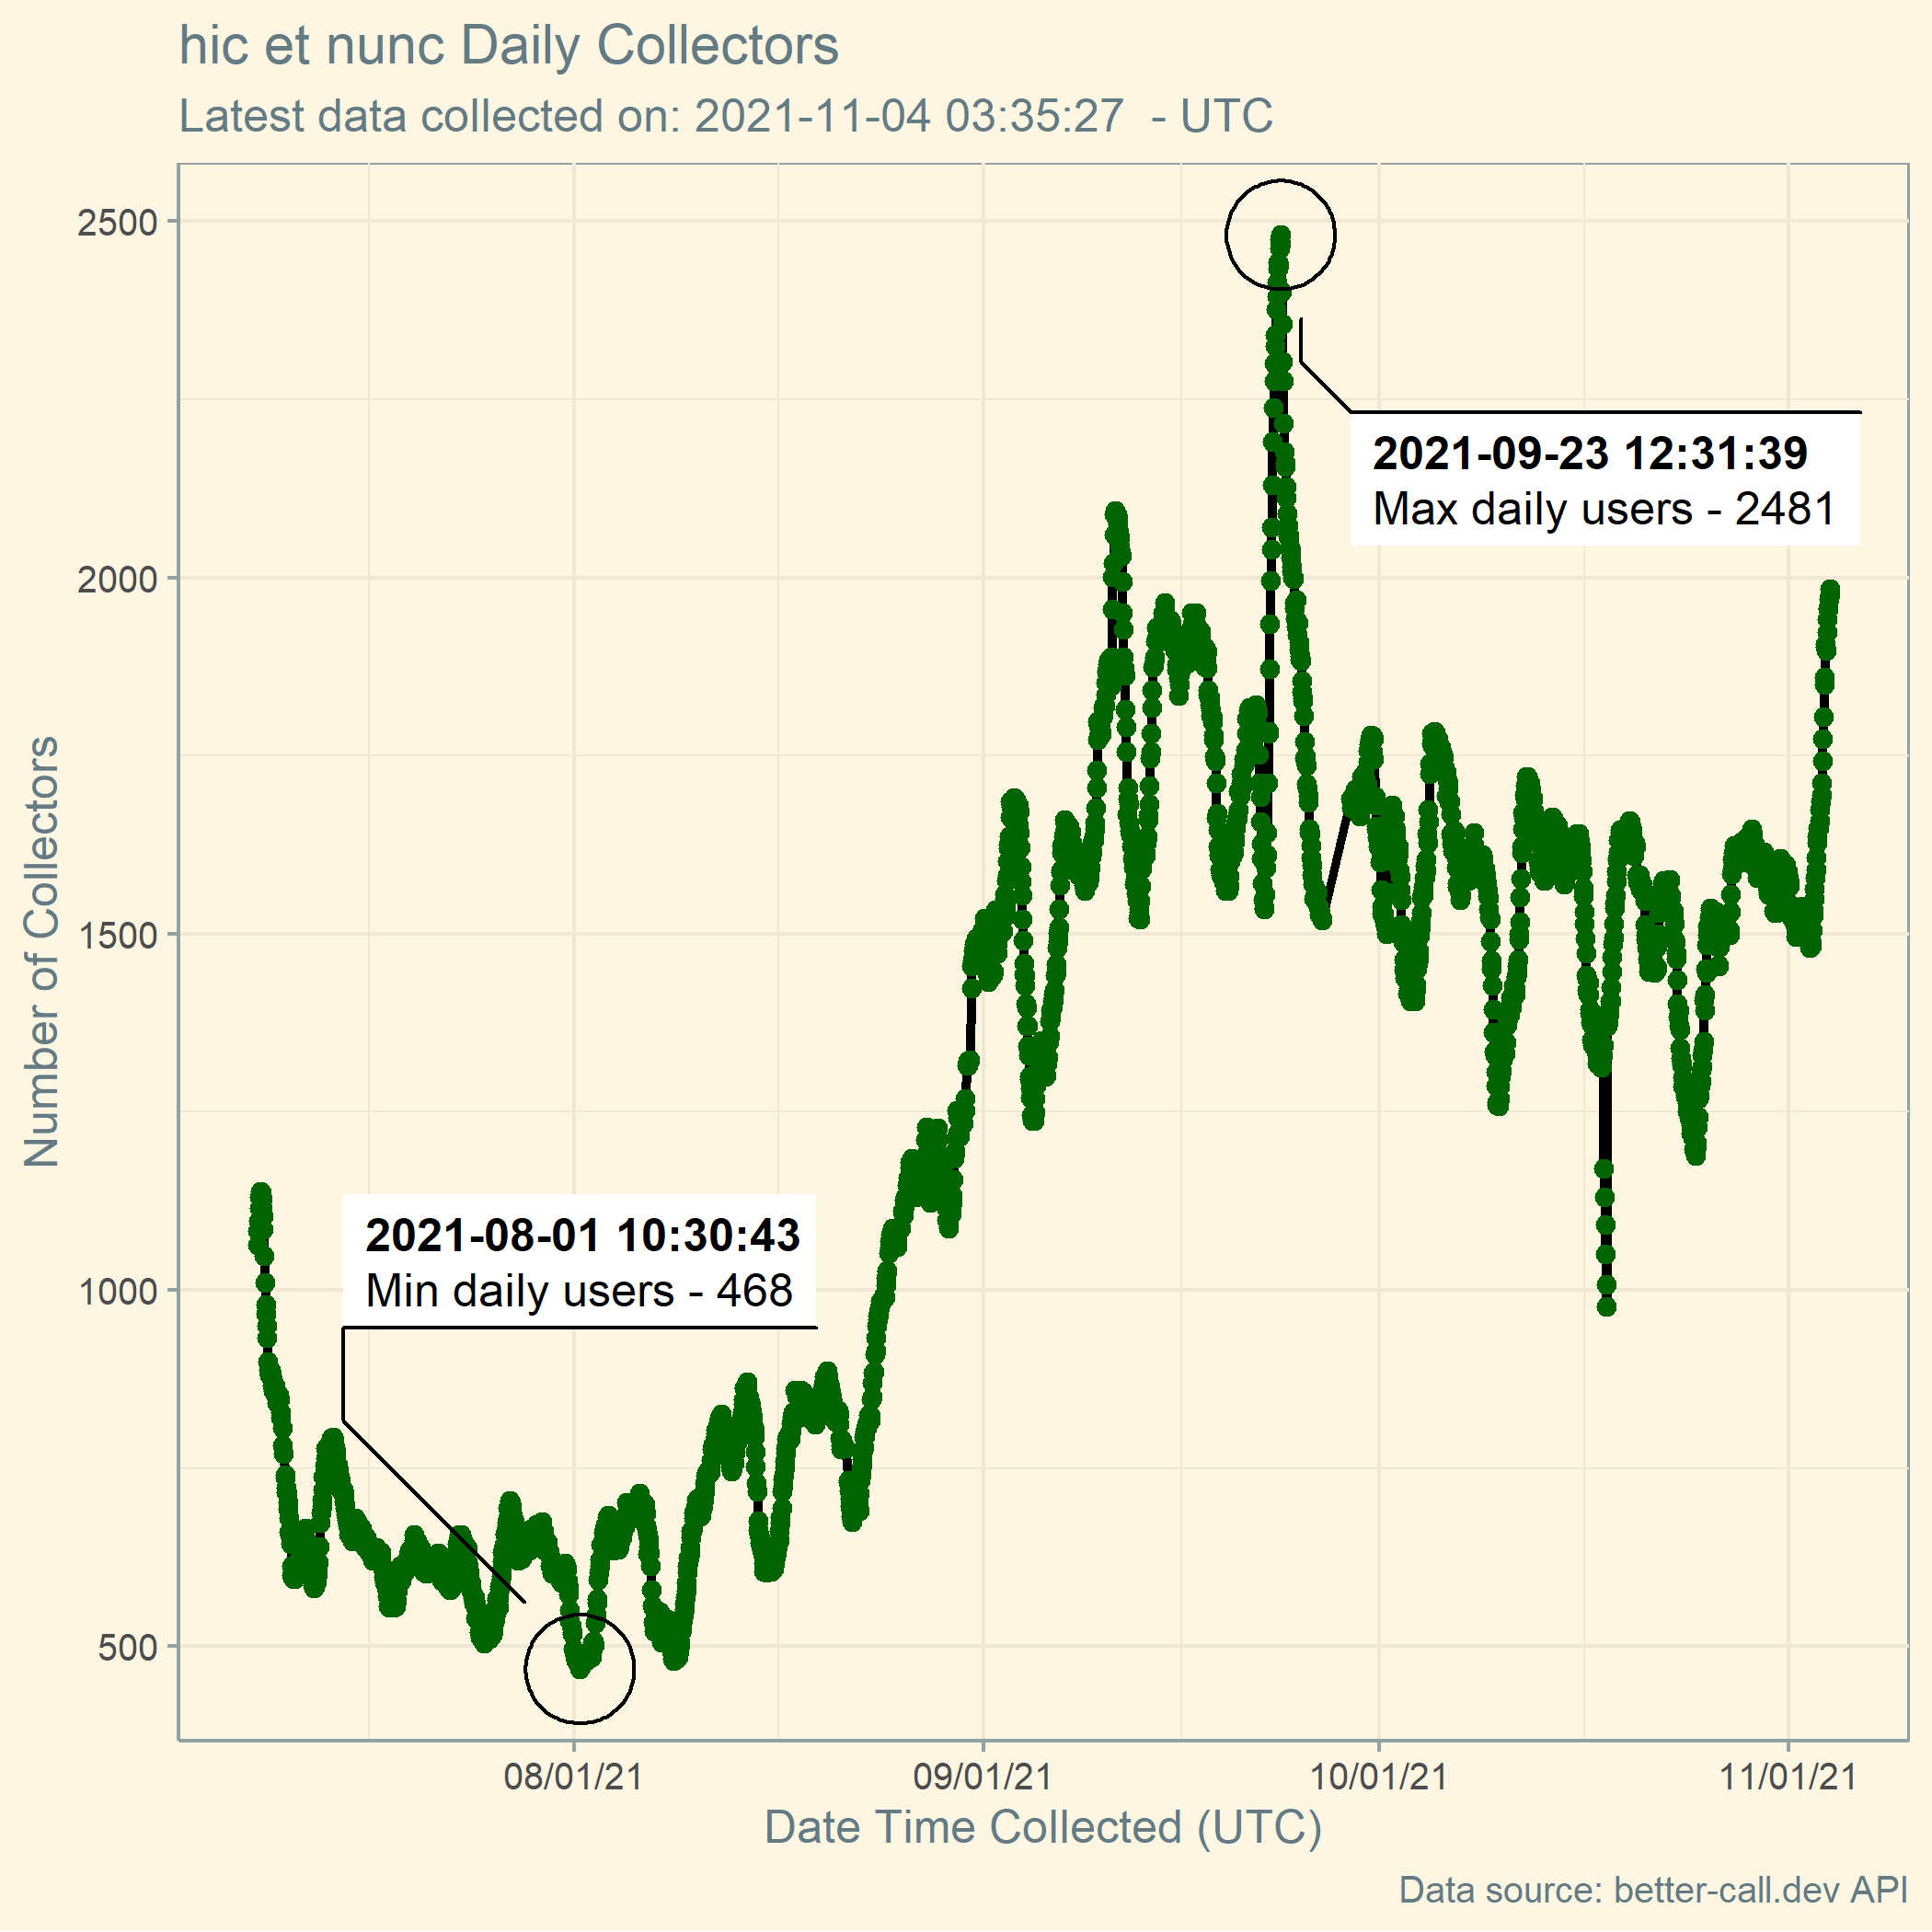 hic et nunc Daily Collectors
Latest data collected on: 2021-11-04 03:35:27  - UTC
2500
2021-09-23 12:31:39
Max daily users - 2481
2000
Number of Collectors
1500
2021-08-01 10:30:43
Min daily users - 468
1000
500
08/01/21 09/01/21 10/01/21 11/01/21
Date Time Collected (UTC)
Data source: better-call.dev API